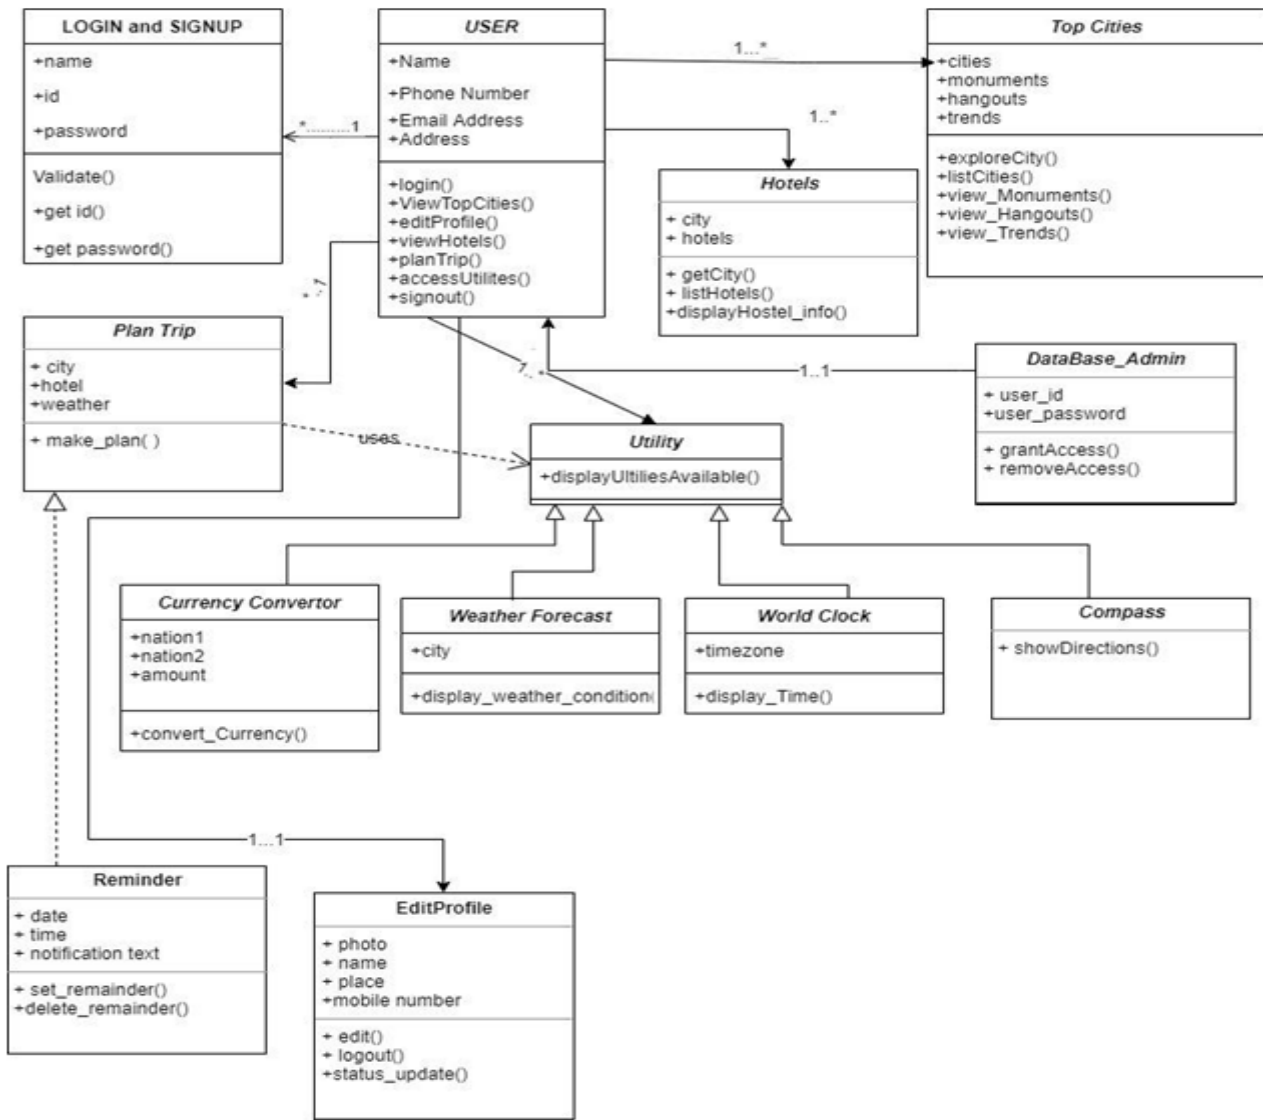 LOGIN and SIGNUP
+name
+id
+password
Validate()
+get id()
+get password()
USER
+Name
+Phone Number
+Email Address
+Address
+login()
+ViewTopCities()
+editProfile()
+viewHotels()
+planTrip()
+accessUtilites()
+signout()
Top Cities
+cities
+monuments
+hangouts
+trends
+exploreCity()
+listCities()
+view_Monuments()
+view_Hangouts()
+view_Trends()
1...*
*.........1
1..*
Hotels
+ city
+ hotels
+ getCity()
+ listHotels()
+displayHostel_info()
*..1
Plan Trip
+ city
+hotel
+weather
+ make_plan( )
1..*
1..1
DataBase_Admin
+ user_id
+user_password
+ grantAccess()
+ removeAccess()
uses
Utility
+displayUltiliesAvailable()
Currency Convertor
+nation1
+nation2
+amount
+convert_Currency()
Weather Forecast
+city
+display_weather_condition(
World Clock
+timezone
+display_Time()
Compass
+ showDirections()
1...1
Reminder
+ date
+ time
+ notification text
+ set_remainder()
+delete_remainder()
EditProfile
+ photo
+ name
+ place
+mobile number
+ edit()
+ logout()
+status_update()